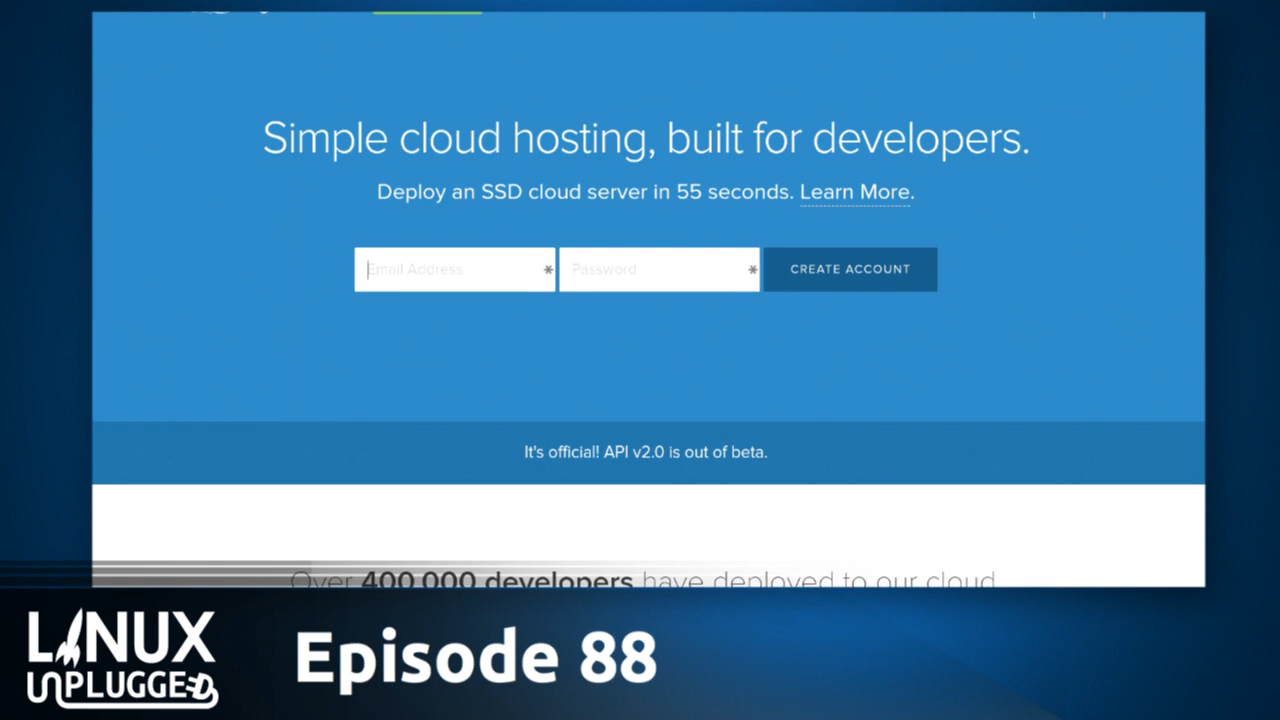 Simple cloud hosting, built for developers.
Deploy an SSD cloud server in 55 seconds. Learn More.
Email Address * Password * CREATE ACCOUNT
It's official! API v2.0 is out of beta.
Over 400,000 developers have deployed to our cloud
LINUX
UNPLUGGED
Episode 88